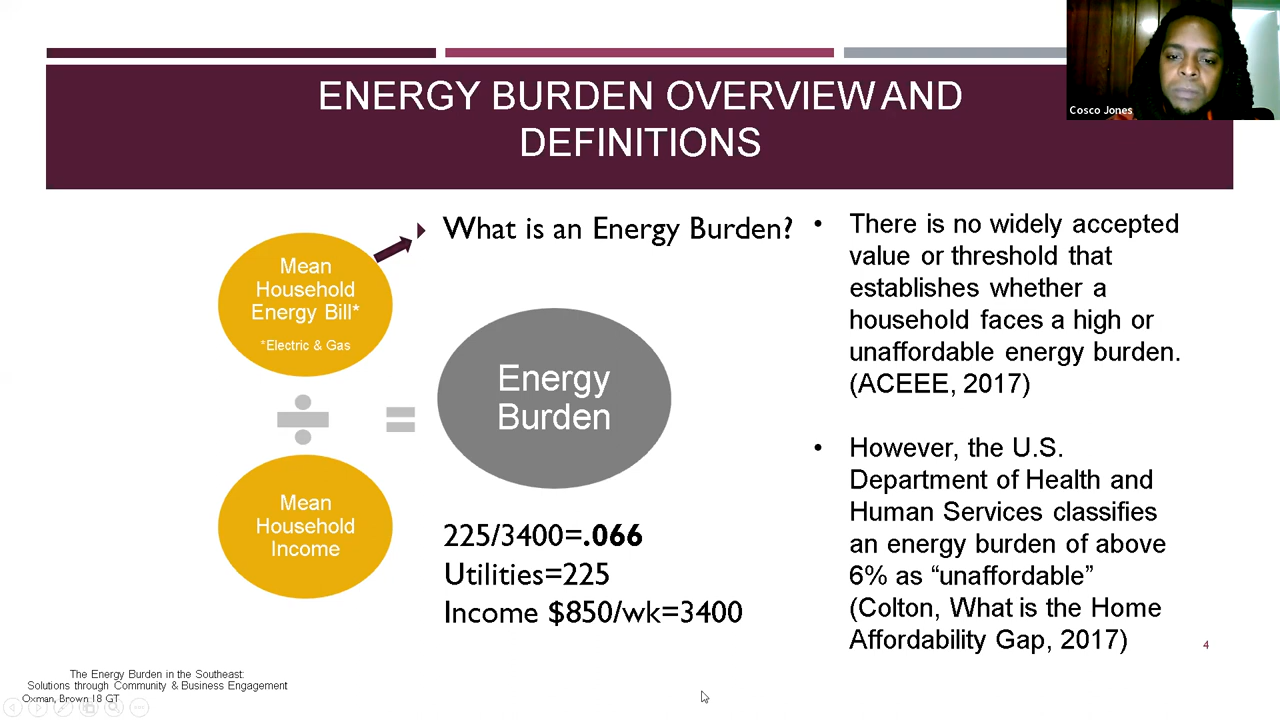 ENERGY BURDEN OVERVIEW AND
DEFINITIONS
Cosco Jones
Mean
Household
Energy Bill*
*Electric & Gas
÷
=
Mean
Household
Income
What is an Energy Burden?
Energy
Burden
225/3400=.066
Utilities=225
Income $850/wk=3400
• There is no widely accepted
value or threshold that
establishes whether a
household faces a high or
unaffordable energy burden.
(ACEEE, 2017)
• However, the U.S.
Department of Health and
Human Services classifies
an energy burden of above
6% as “unaffordable”
(Colton, What is the Home
Affordability Gap, 2017)
4
The Energy Burden in the Southeast:
Solutions through Community & Business Engagement
Oxman, Brown 18 GT